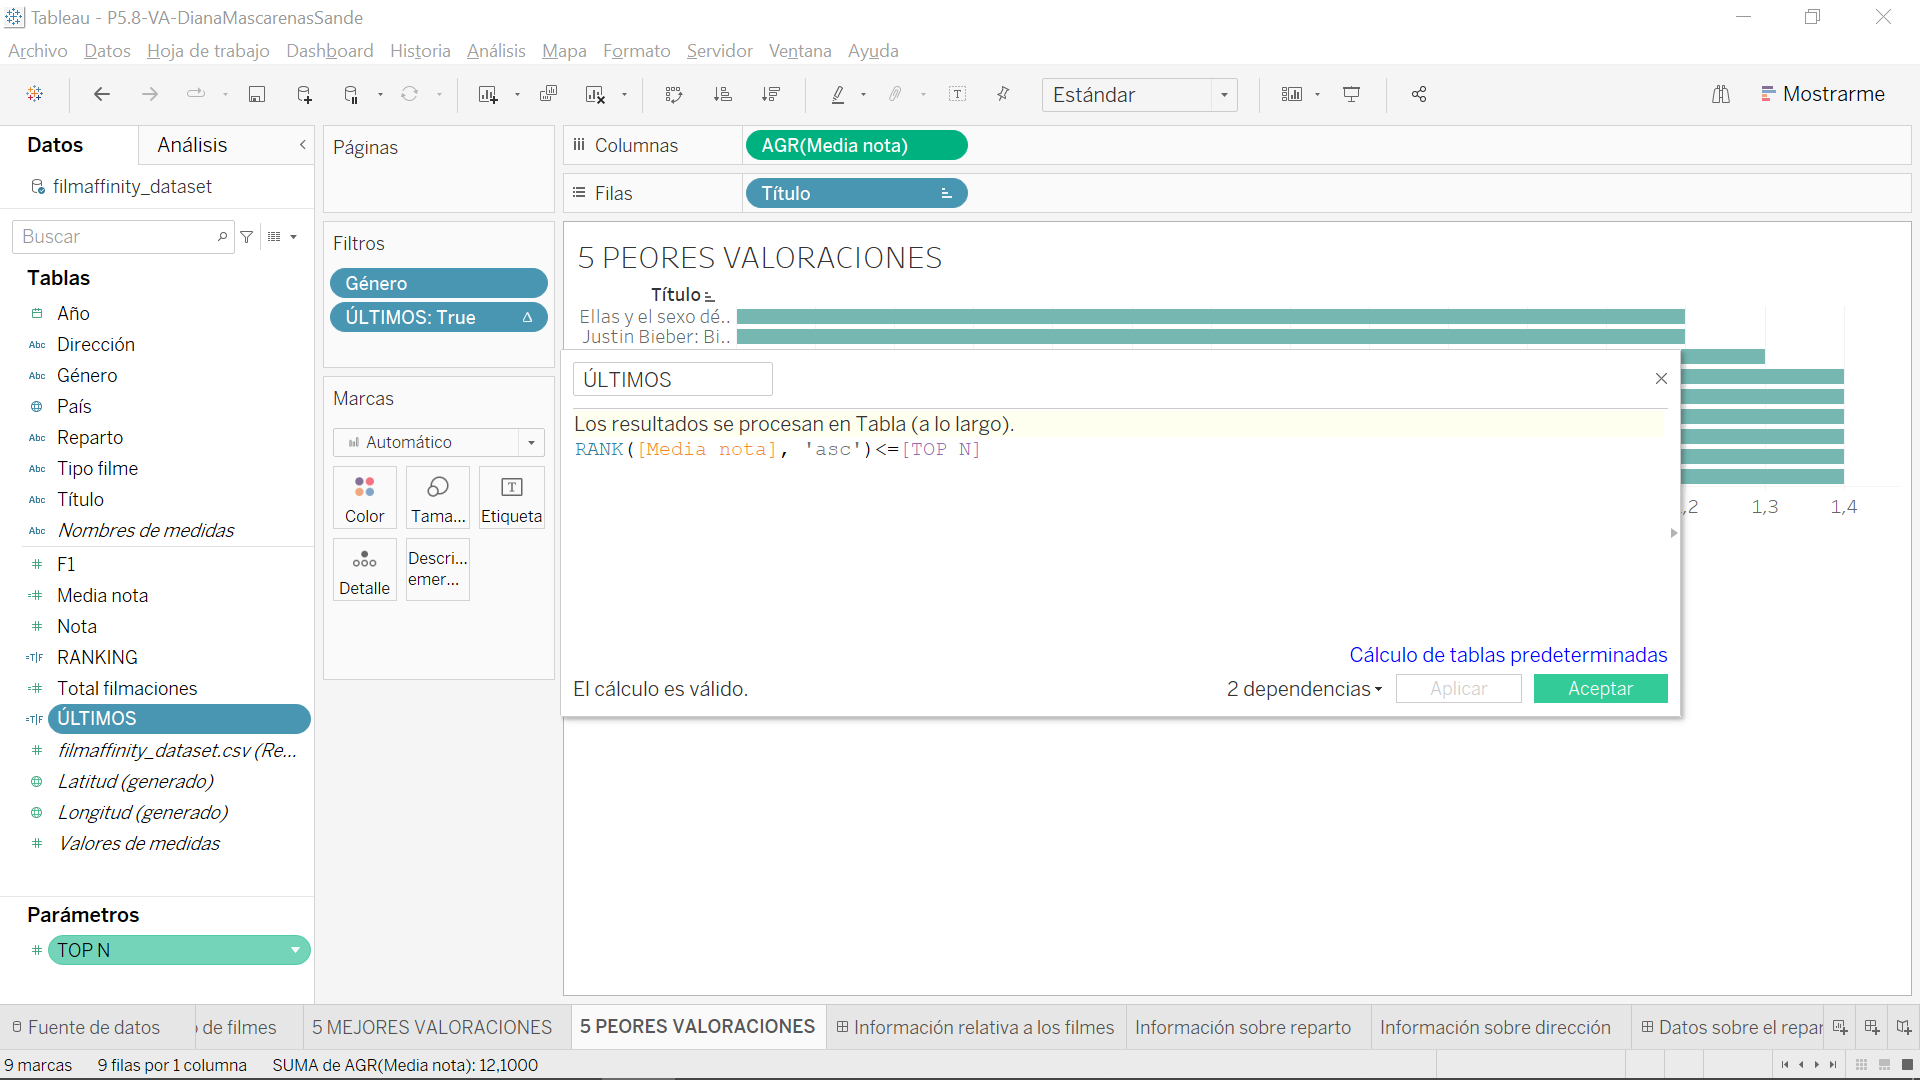 Tableau - P5.8-VA-DianaMascarenasSande
Archivo Datos Hoja de trabajo Dashboard Historia Análisis Mapa Formato Servidor Ventana Ayuda
Estándar
Mostrarme
Datos
Análisis
filmaffinity_dataset
Buscar
Tablas
Año
Abc Dirección
Abc Género
País
Abc Reparto
Abc Tipo filme
Abc Título
Abc Nombres de medidas
# F1
=# Media nota
# Nota
=T|F RANKING
=# Total filmaciones
=T|F ÚLTIMOS
# filmaffinity_dataset.csv (Re...
Latitud (generado)
Longitud (generado)
# Valores de medidas
Parámetros
# TOP N
Páginas
Filtros
Género
ÚLTIMOS: True Δ
Marcas
Automático
Color
Tama...
Etiqueta
Detalle
Descri...
emer...
Columnas
AGR(Media nota)
Filas
Título
5 PEORES VALORACIONES
Título
Ellas y el sexo dé..
Justin Bieber: Bi..
ÚLTIMOS
Los resultados se procesan en Tabla (a lo largo).
RANK([Media nota], 'asc')<=[TOP N]
Cálculo de tablas predeterminadas
El cálculo es válido.
2 dependencias
Aplicar
Aceptar
,2
1,3
1,4
Fuente de datos
de filmes
5 MEJORES VALORACIONES
5 PEORES VALORACIONES
Información relativa a los filmes
Información sobre reparto
Información sobre dirección
Datos sobre el repar
9 marcas
9 filas por 1 columna
SUMA de AGR(Media nota): 12,1000